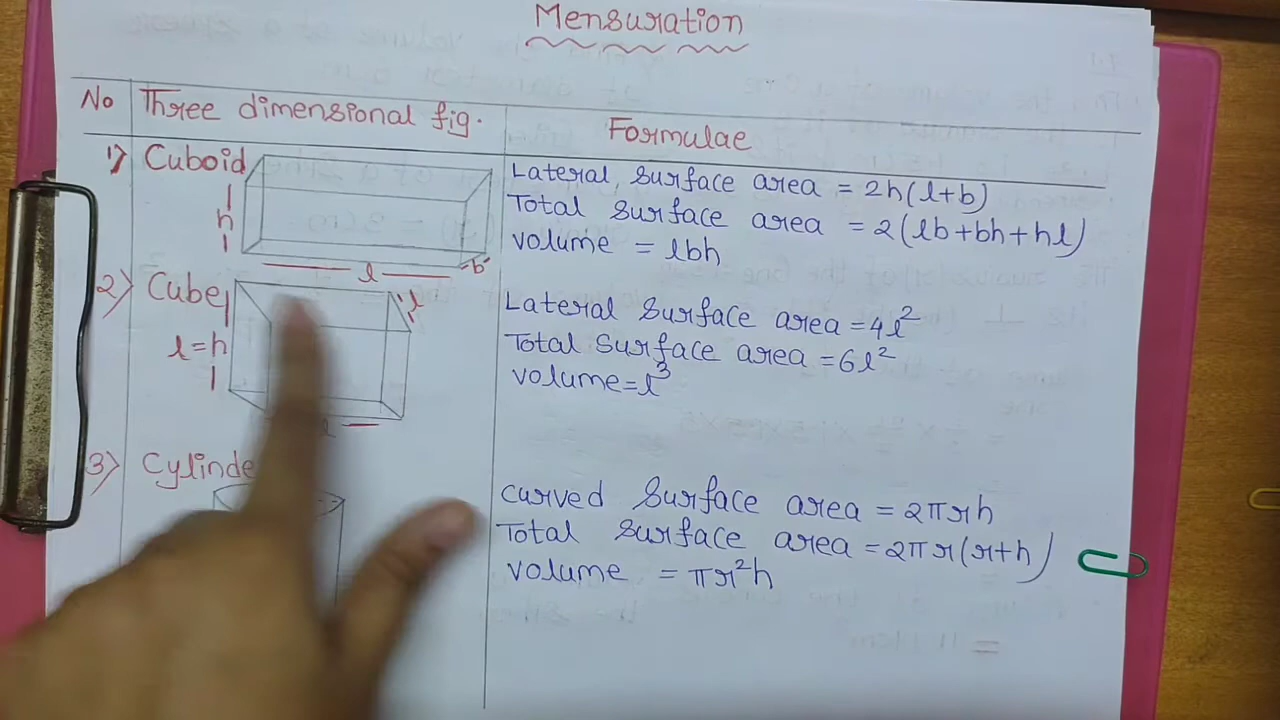 Mensuration
No Three dimensional fig. Formulae
1) Cuboid
h
l
b
Lateral surface area = 2h(l+b)
Total surface area = 2(lb+bh+hl)
volume = lbh
2) Cube
l
l=h
Lateral surface area = 4l²
Total surface area = 6l²
volume = l³
3) Cylinde
curved surface area = 2πrh
Total surface area = 2πr(r+h)
volume = πr²h